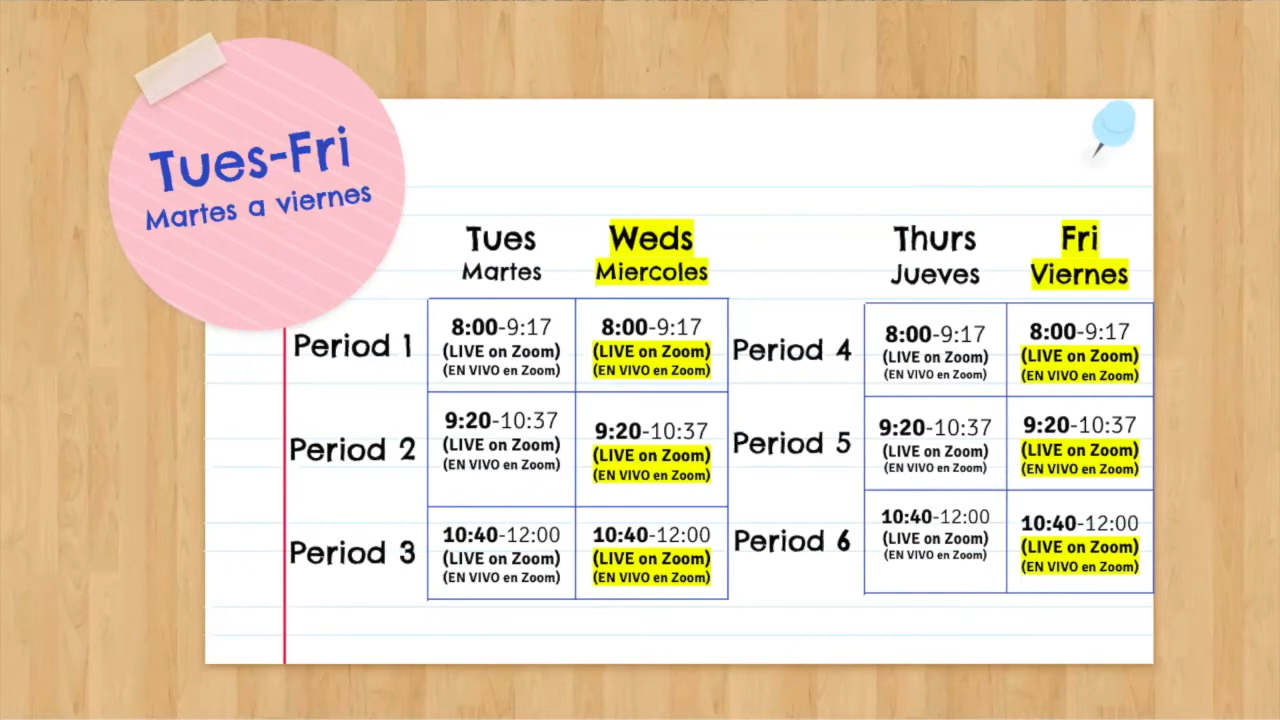 Tues-Fri
Martes a viernes
Tues
Martes
Weds
Miercoles
Period 1
8:00-9:17
(LIVE on Zoom)
(EN VIVO en Zoom)
8:00-9:17
(LIVE on Zoom)
(EN VIVO en Zoom)
Period 2
9:20-10:37
(LIVE on Zoom)
(EN VIVO en Zoom)
9:20-10:37
(LIVE on Zoom)
(EN VIVO en Zoom)
Period 3
10:40-12:00
(LIVE on Zoom)
(EN VIVO en Zoom)
10:40-12:00
(LIVE on Zoom)
(EN VIVO en Zoom)
Thurs
Jueves
Fri
Viernes
Period 4
8:00-9:17
(LIVE on Zoom)
(EN VIVO en Zoom)
8:00-9:17
(LIVE on Zoom)
(EN VIVO en Zoom)
Period 5
9:20-10:37
(LIVE on Zoom)
(EN VIVO en Zoom)
9:20-10:37
(LIVE on Zoom)
(EN VIVO en Zoom)
Period 6
10:40-12:00
(LIVE on Zoom)
(EN VIVO en Zoom)
10:40-12:00
(LIVE on Zoom)
(EN VIVO en Zoom)